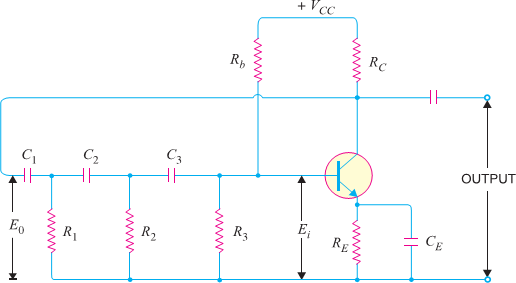 + V_CC
R_b
R_C
C_1
C_2
C_3
OUTPUT
E_0
R_1
R_2
R_3
E_i
R_E
C_E